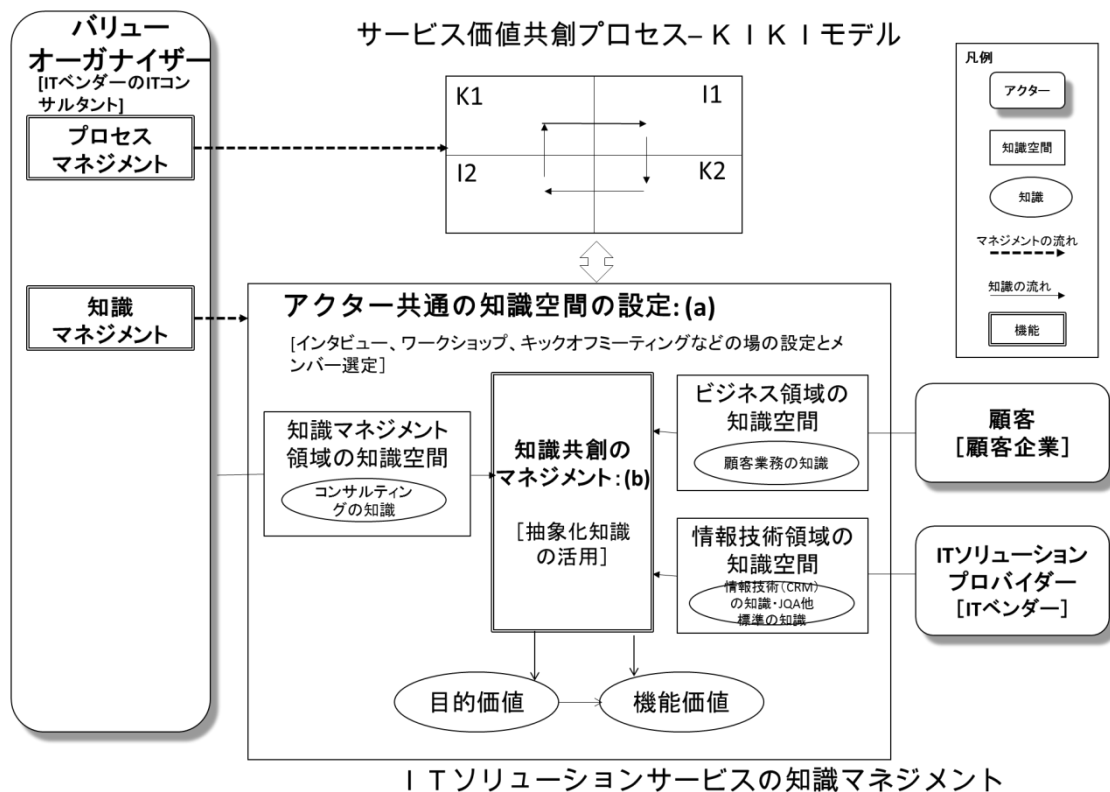 バリュー
オーガナイザー
[ITベンダーのITコン
サルタント]
プロセス
マネジメント
知識
マネジメント
サービス価値共創プロセス–ＫＩＫＩモデル
K1
I1
I2
K2
凡例
アクター
知識空間
知識
マネジメントの流れ
知識の流れ
機能
アクター共通の知識空間の設定:(a)
[インタビュー、ワークショップ、キックオフミーティングなどの場の設定とメ
ンバー選定]
知識マネジメント
領域の知識空間
コンサルティン
グの知識
知識共創の
マネジメント:(b)
[抽象化知識
の活用]
ビジネス領域の
知識空間
顧客業務の知識
情報技術領域の
知識空間
情報技術(CRM)
の知識・JQA他
標準の知識
顧客
[顧客企業]
ITソリューション
プロバイダー
[ITベンダー]
目的価値
機能価値
ＩＴソリューションサービスの知識マネジメント